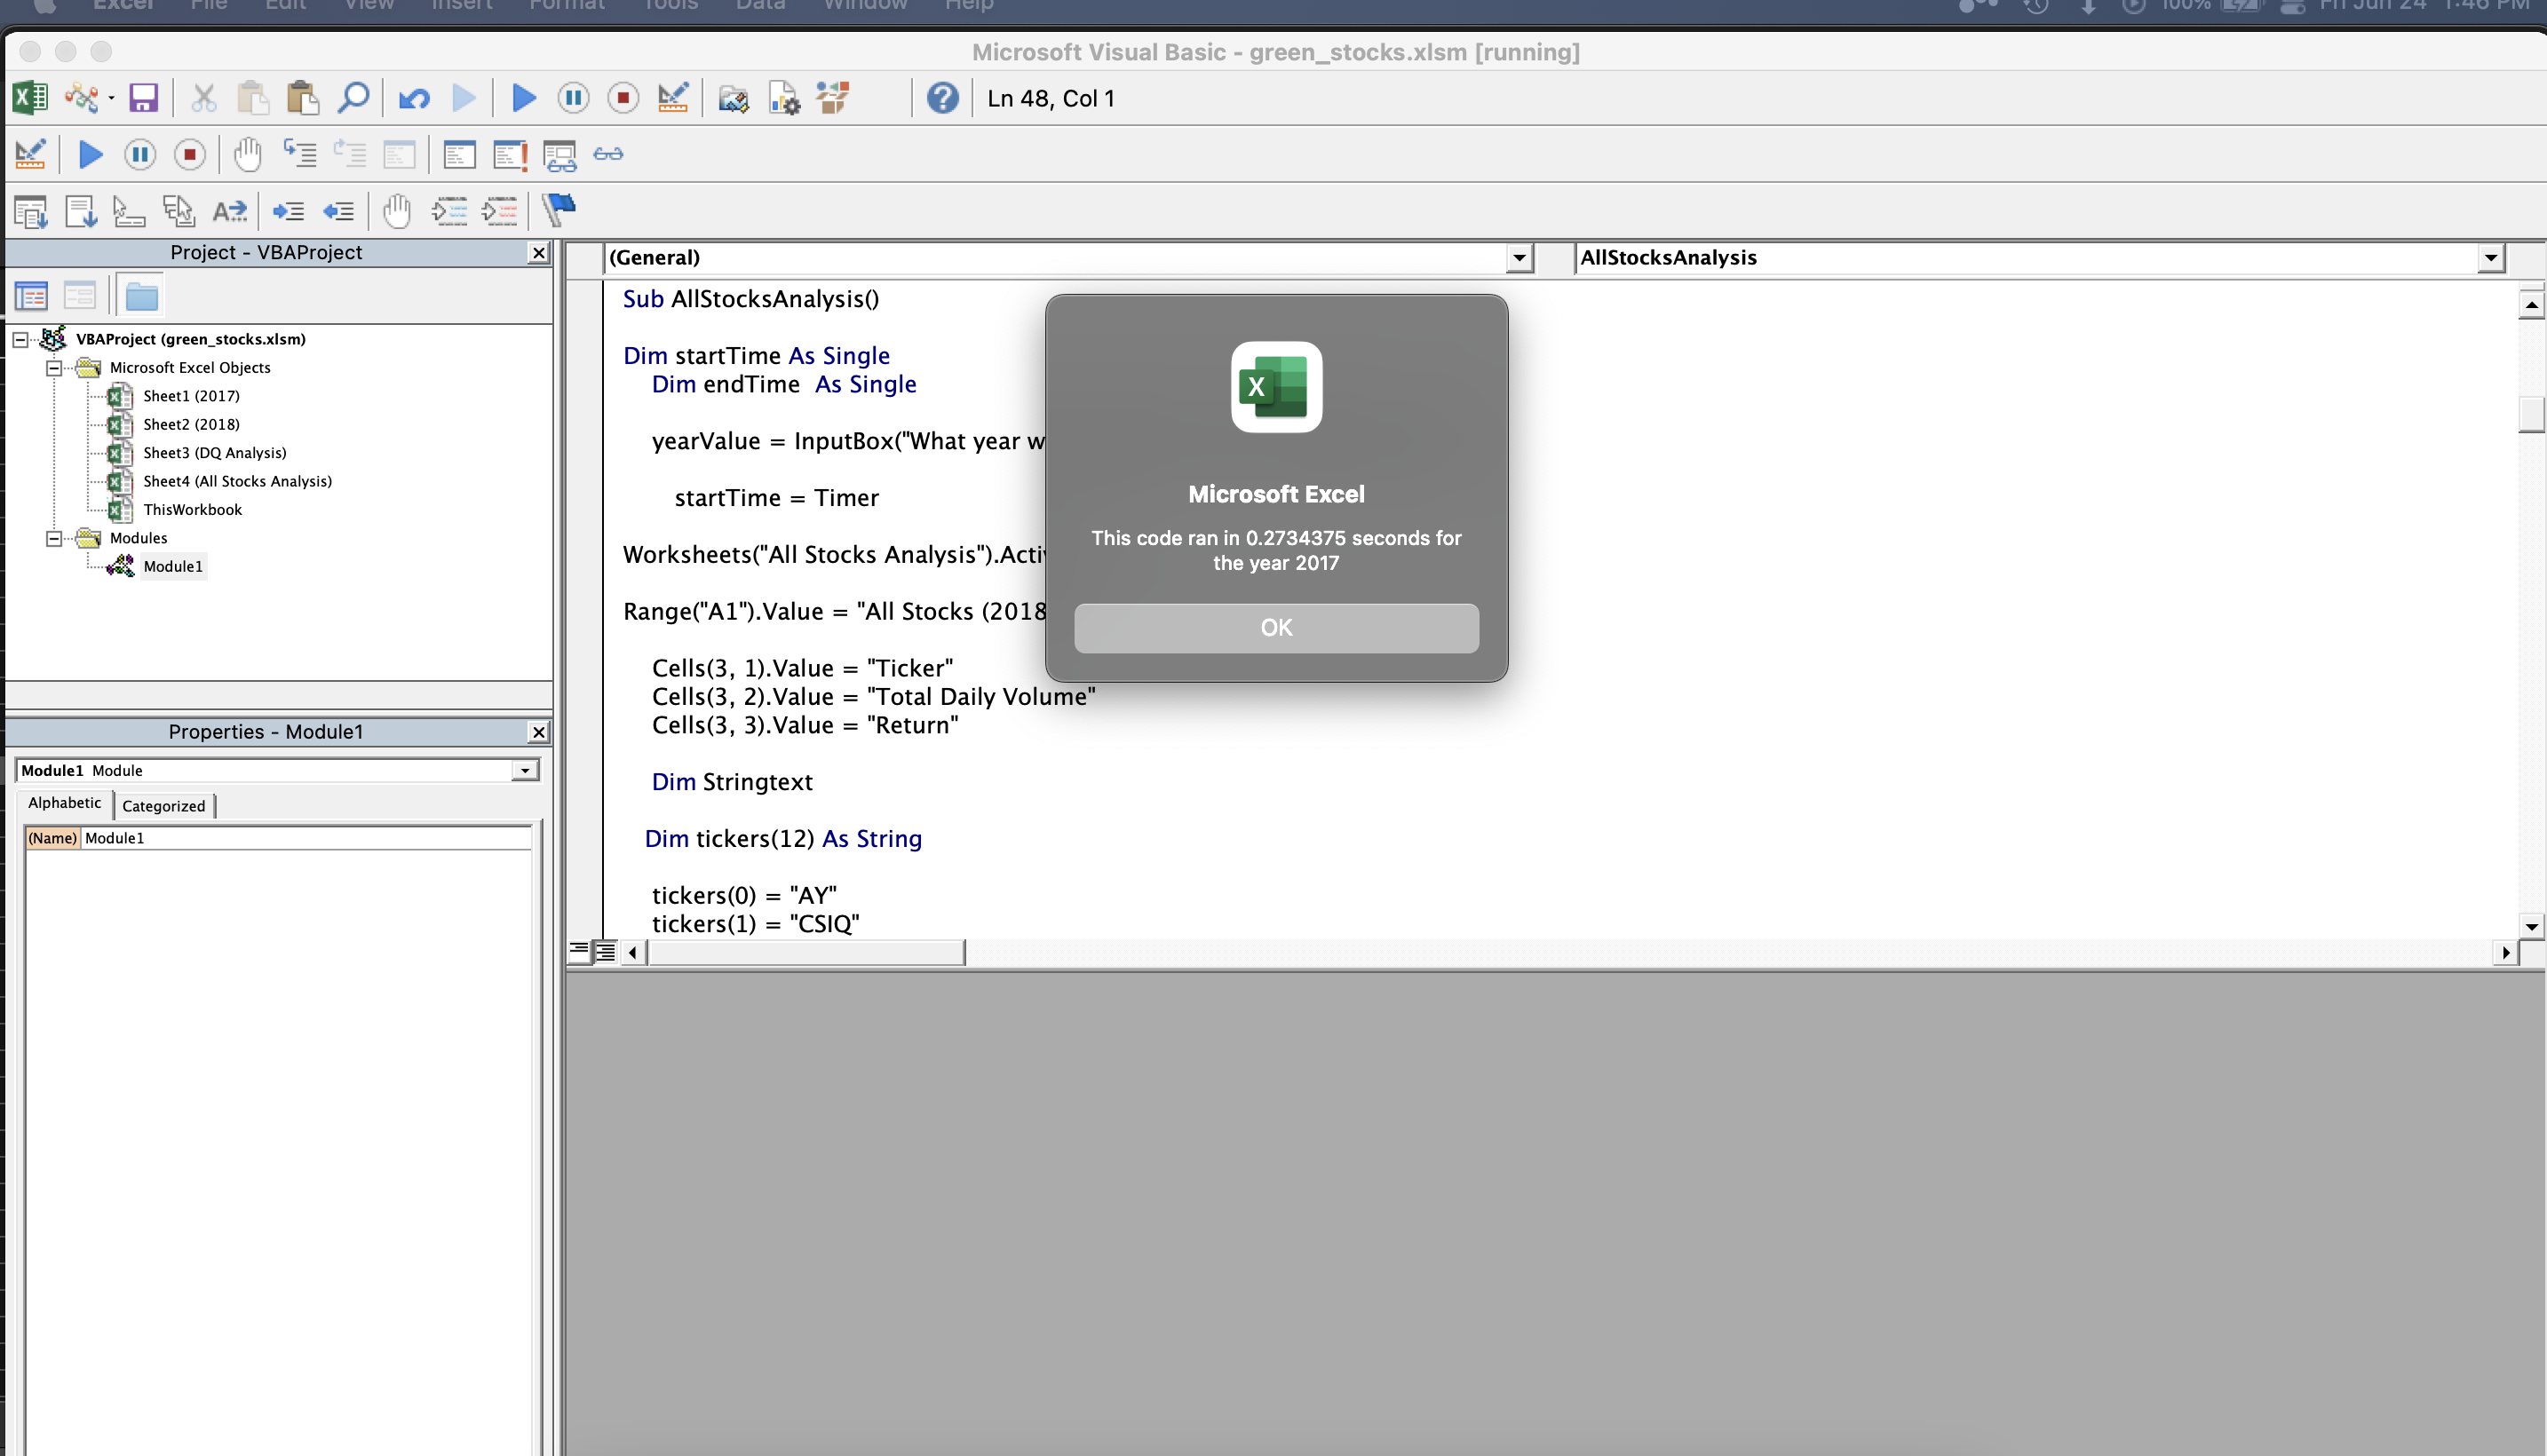 Excel File Edit View Insert Format Tools Data Window Help 100% Fri Jun 24 1:46 PM
Microsoft Visual Basic - green_stocks.xlsm [running]
Ln 48, Col 1
Project - VBAProject
(General)
AllStocksAnalysis
VBAProject (green_stocks.xlsm)
Microsoft Excel Objects
Sheet1 (2017)
Sheet2 (2018)
Sheet3 (DQ Analysis)
Sheet4 (All Stocks Analysis)
ThisWorkbook
Modules
Module1
Properties - Module1
Module1 Module
Alphabetic
Categorized
(Name) Module1
Sub AllStocksAnalysis()
Dim startTime As Single
Dim endTime As Single
yearValue = InputBox("What year w
startTime = Timer
Worksheets("All Stocks Analysis").Activ
Range("A1").Value = "All Stocks (2018
Cells(3, 1).Value = "Ticker"
Cells(3, 2).Value = "Total Daily Volume"
Cells(3, 3).Value = "Return"
Dim Stringtext
Dim tickers(12) As String
tickers(0) = "AY"
tickers(1) = "CSIQ"
Microsoft Excel
This code ran in 0.2734375 seconds for
the year 2017
OK